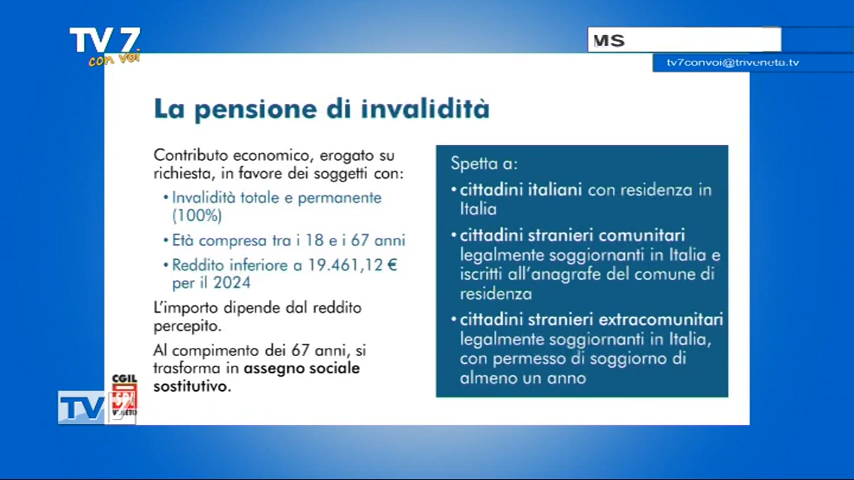 TV7
con voi
MS
tv7convoi@triveneta.tv
La pensione di invalidità
Contributo economico, erogato su
richiesta, in favore dei soggetti con:
• Invalidità totale e permanente
(100%)
• Età compresa tra i 18 e i 67 anni
• Reddito inferiore a 19.461,12 €
per il 2024
L'importo dipende dal reddito
percepito.
Al compimento dei 67 anni, si
trasforma in assegno sociale
sostitutivo.
Spetta a:
• cittadini italiani con residenza in
Italia
• cittadini stranieri comunitari
legalmente soggiornanti in Italia e
iscritti all'anagrafe del comune di
residenza
• cittadini stranieri extracomunitari
legalmente soggiornanti in Italia,
con permesso di soggiorno di
almeno un anno
CGIL
SPI
VENETO
TV7